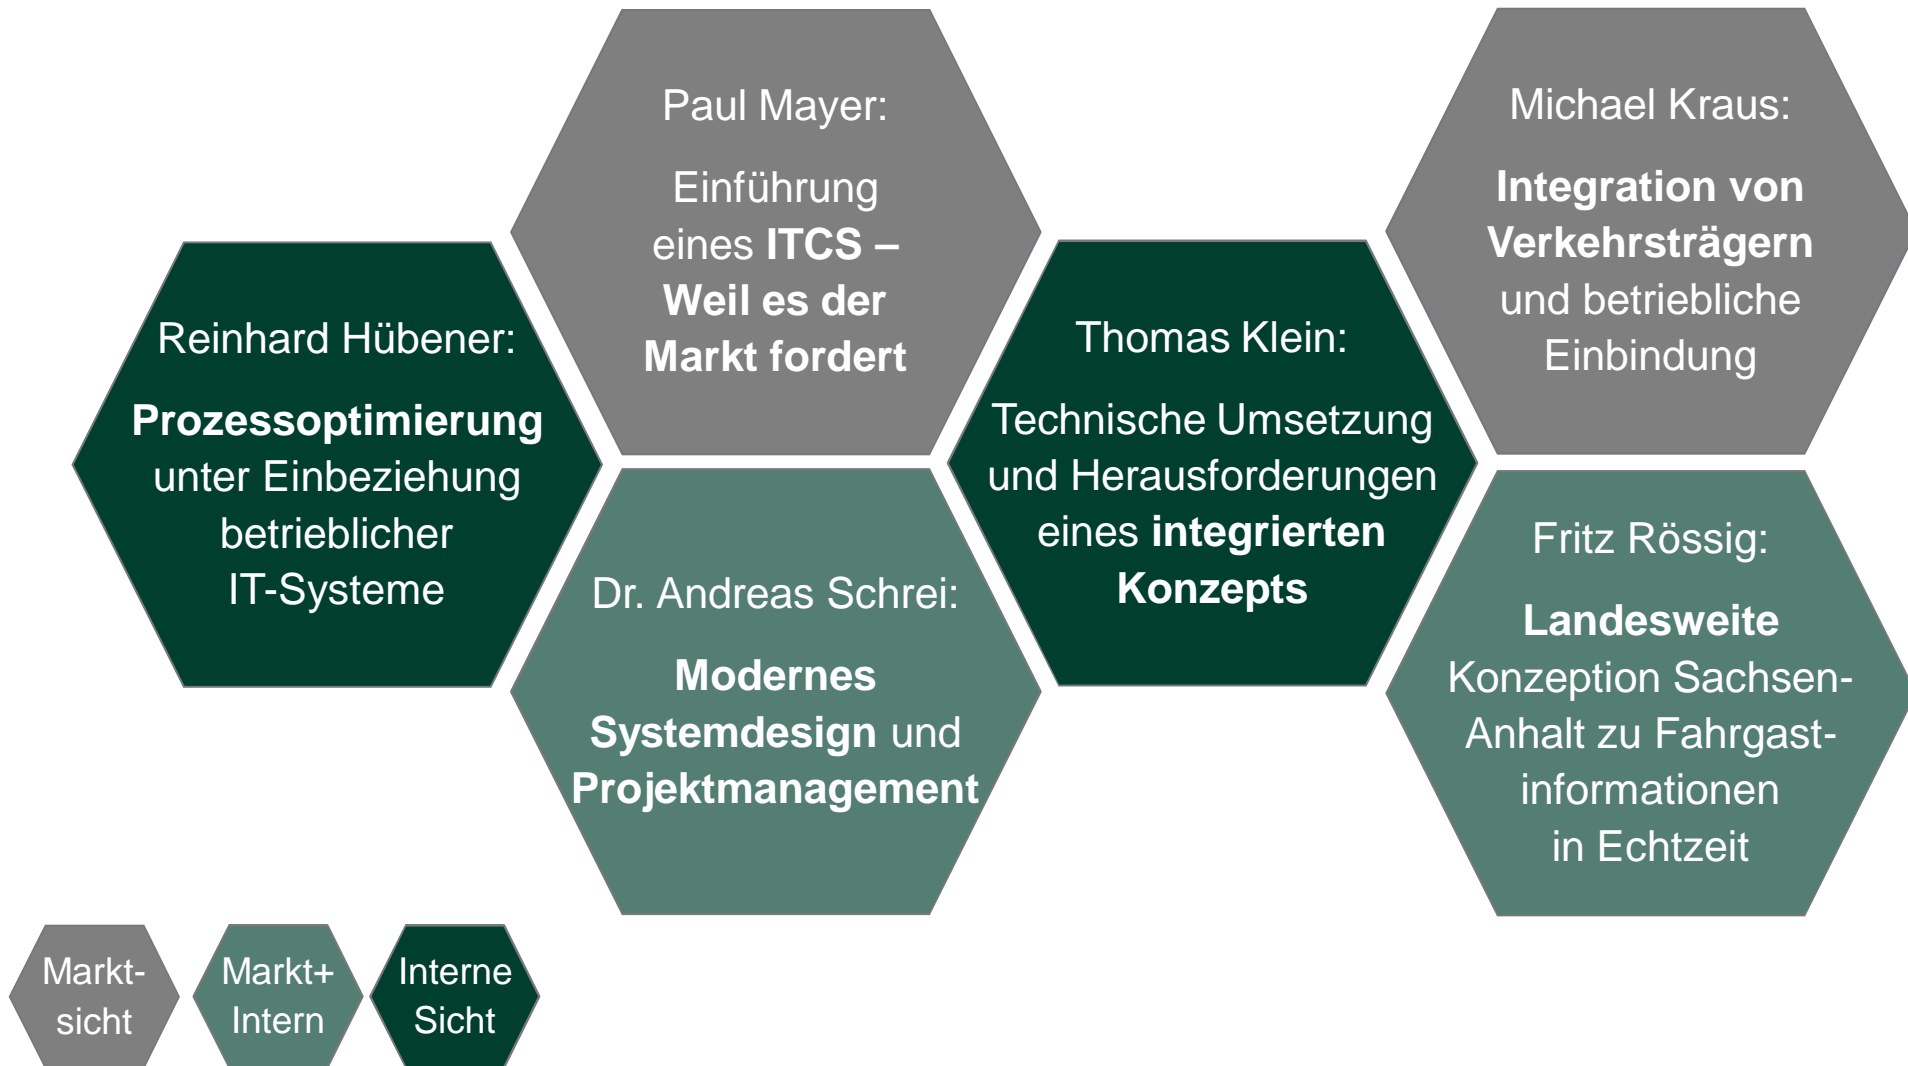 Reinhard Hübener:
Prozessoptimierung
unter Einbeziehung
betrieblicher
IT-Systeme
Paul Mayer:
Einführung
eines ITCS –
Weil es der
Markt fordert
Dr. Andreas Schrei:
Modernes
Systemdesign und
Projektmanagement
Thomas Klein:
Technische Umsetzung
und Herausforderungen
eines integrierten
Konzepts
Michael Kraus:
Integration von
Verkehrsträgern
und betriebliche
Einbindung
Fritz Rössig:
Landesweite
Konzeption Sachsen-
Anhalt zu Fahrgast-
informationen
in Echtzeit
Markt-
sicht
Markt+
Intern
Interne
Sicht